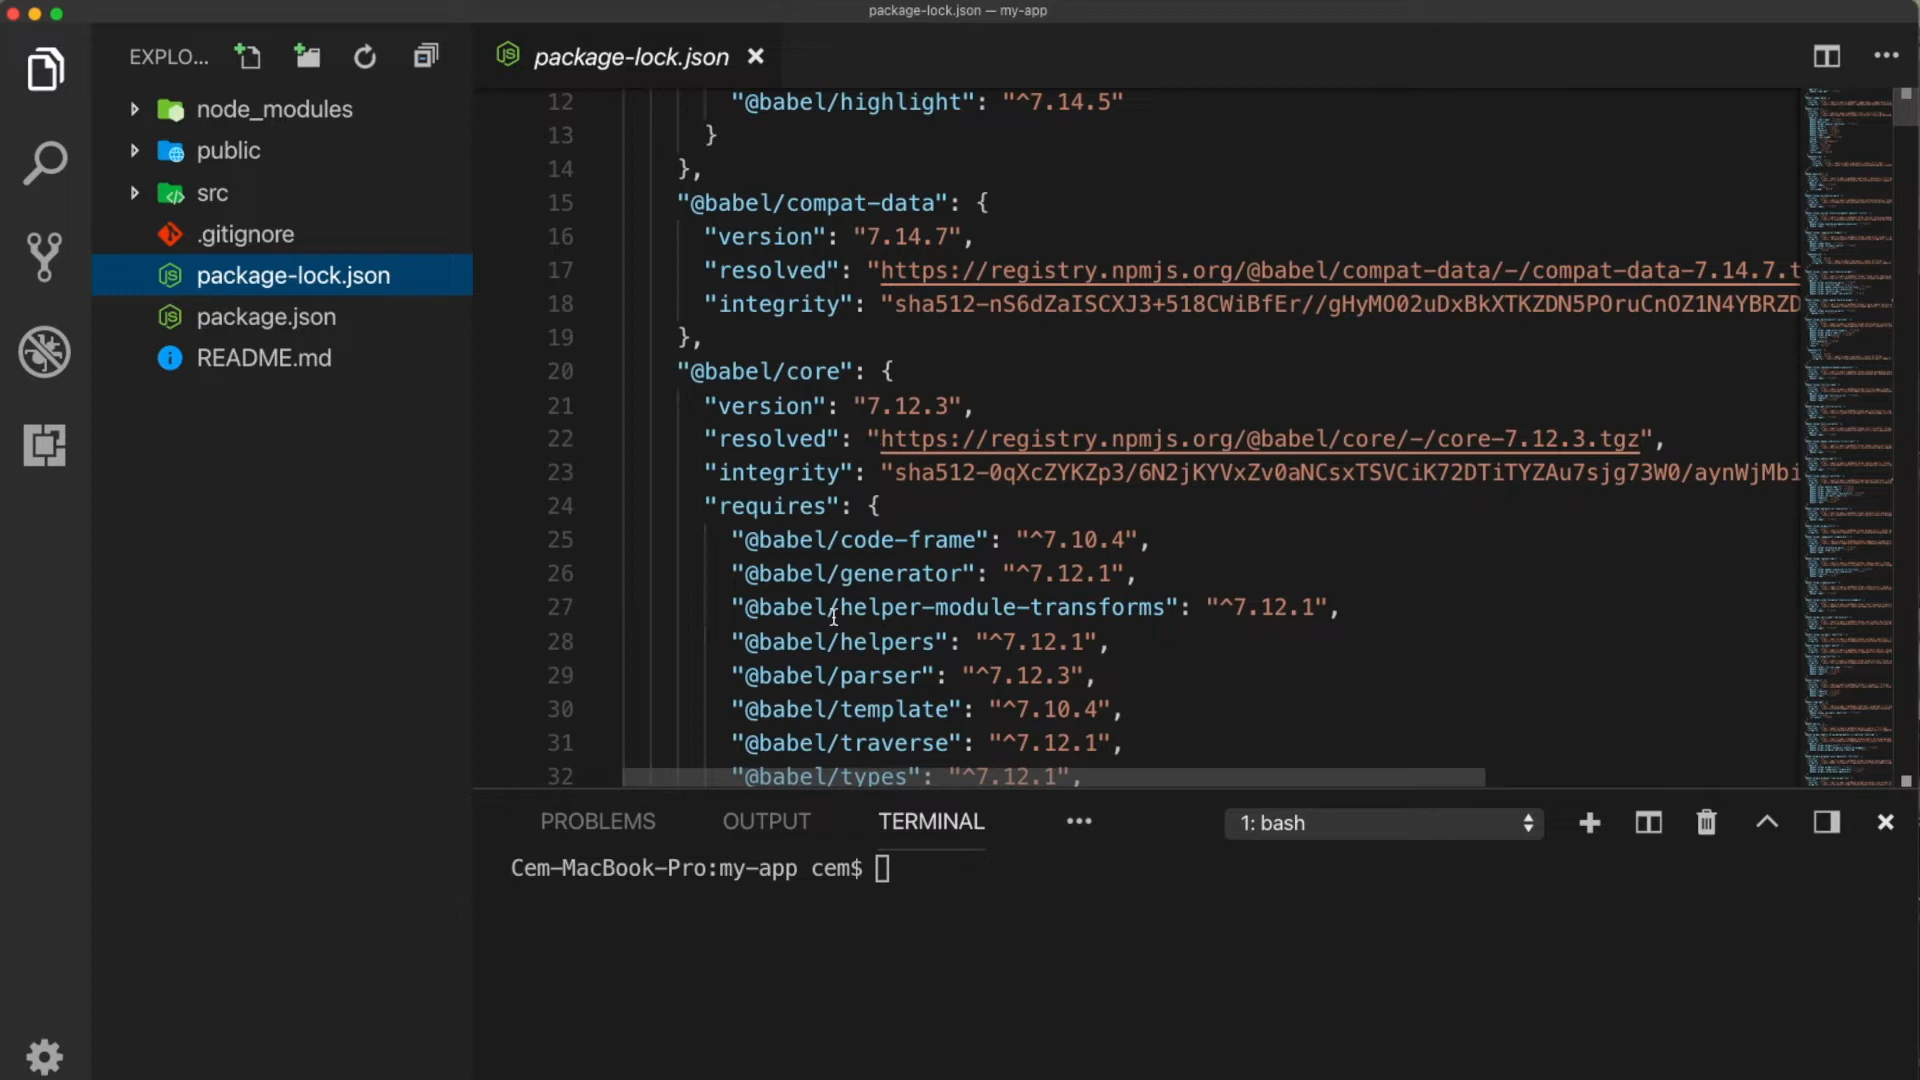 package-lock.json — my-app
EXPLO...
node_modules
public
src
.gitignore
package-lock.json
package.json
README.md
package-lock.json
12 "@babel/highlight": "^7.14.5"
13 }
14 },
15 "@babel/compat-data": {
16 "version": "7.14.7",
17 "resolved": "https://registry.npmjs.org/@babel/compat-data/-/compat-data-7.14.7.t
18 "integrity": "sha512-nS6dZaISCXJ3+518CWiBfEr//gHyMO02uDxBkXTKZDN5POruCnOZ1N4YBRZD
19 },
20 "@babel/core": {
21 "version": "7.12.3",
22 "resolved": "https://registry.npmjs.org/@babel/core/-/core-7.12.3.tgz",
23 "integrity": "sha512-0qXcZYKZp3/6N2jKYVxZv0aNCsxTSVCiK72DTiTYZAu7sjg73W0/aynWjMbi
24 "requires": {
25 "@babel/code-frame": "^7.10.4",
26 "@babel/generator": "^7.12.1",
27 "@babel/helper-module-transforms": "^7.12.1",
28 "@babel/helpers": "^7.12.1",
29 "@babel/parser": "^7.12.3",
30 "@babel/template": "^7.10.4",
31 "@babel/traverse": "^7.12.1",
32 "@babel/types": "^7.12.1",
PROBLEMS OUTPUT TERMINAL 1: bash
Cem-MacBook-Pro:my-app cem$